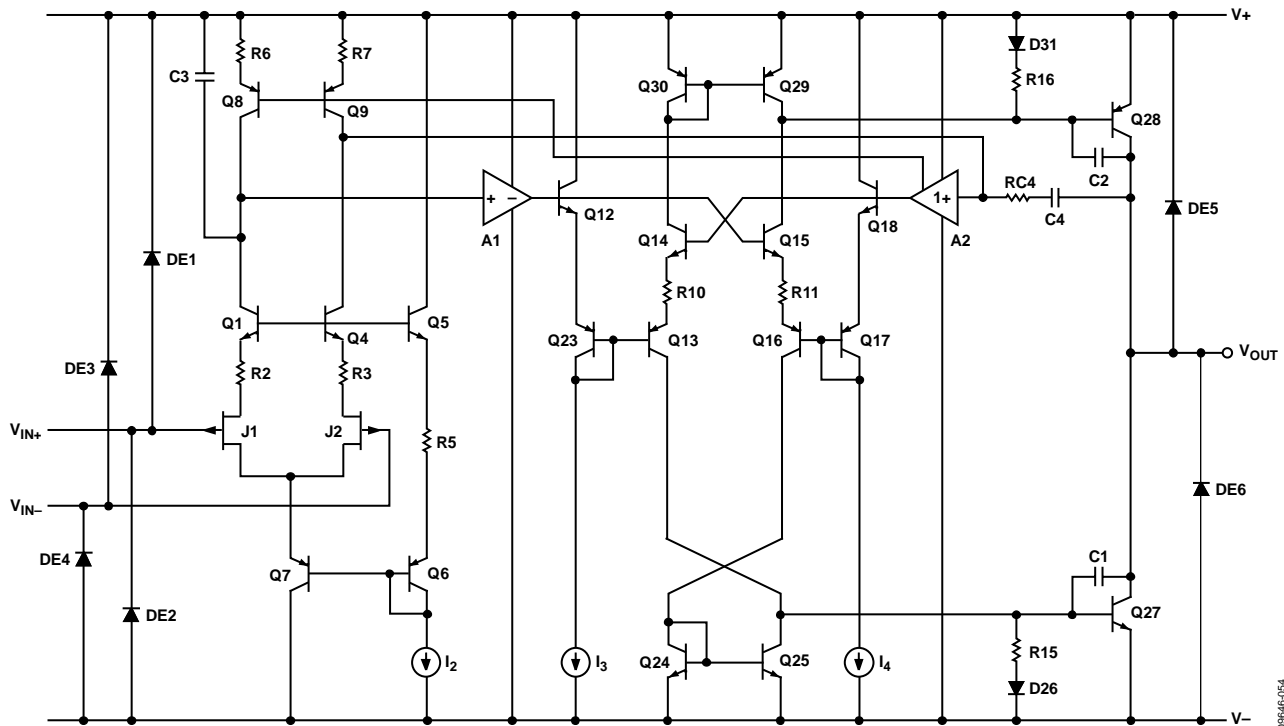 V+
R6
R7
C3
Q8
Q9
Q30
Q29
D31
R16
Q28
C2
+ −
A1
Q12
Q14
Q15
Q18
1+
A2
RC4
C4
DE5
DE1
R10
R11
Q1
Q4
Q5
Q23
Q13
Q16
Q17
VOUT
DE3
R2
R3
VIN+
J1
J2
R5
VIN−
DE6
DE4
Q7
Q6
C1
DE2
Q27
I2
I3
Q24
Q25
I4
R15
D26
V−
09646-054